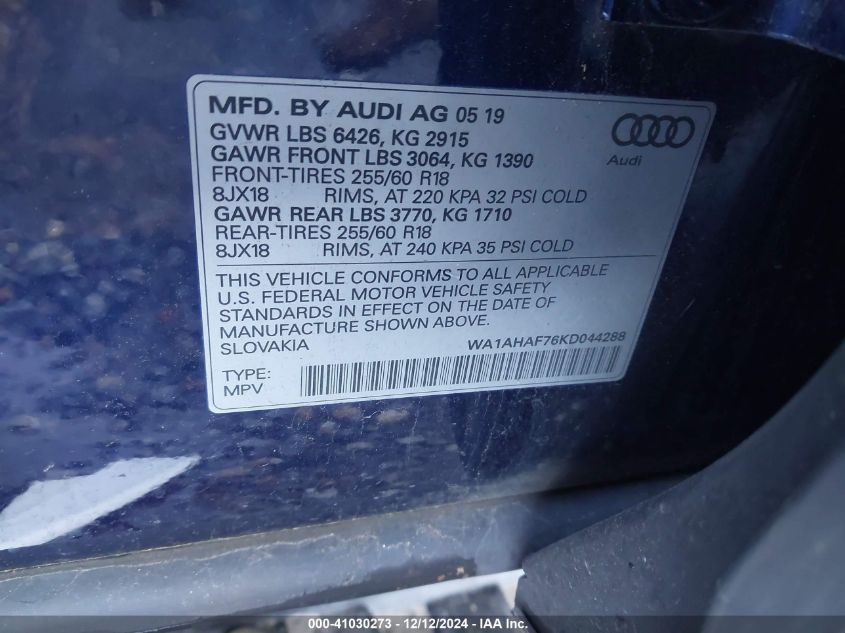 MFD. BY AUDI AG 05 19
GVWR LBS 6426, KG 2915
GAWR FRONT LBS 3064, KG 1390
FRONT-TIRES 255/60 R18
8JX18 RIMS, AT 220 KPA 32 PSI COLD
GAWR REAR LBS 3770, KG 1710
REAR-TIRES 255/60 R18
8JX18 RIMS, AT 240 KPA 35 PSI COLD
Audi
THIS VEHICLE CONFORMS TO ALL APPLICABLE
U.S. FEDERAL MOTOR VEHICLE SAFETY
STANDARDS IN EFFECT ON THE DATE OF
MANUFACTURE SHOWN ABOVE.
SLOVAKIA WA1AHAF76KD044288
TYPE:
MPV
000-41030273 - 12/12/2024 - IAA Inc.